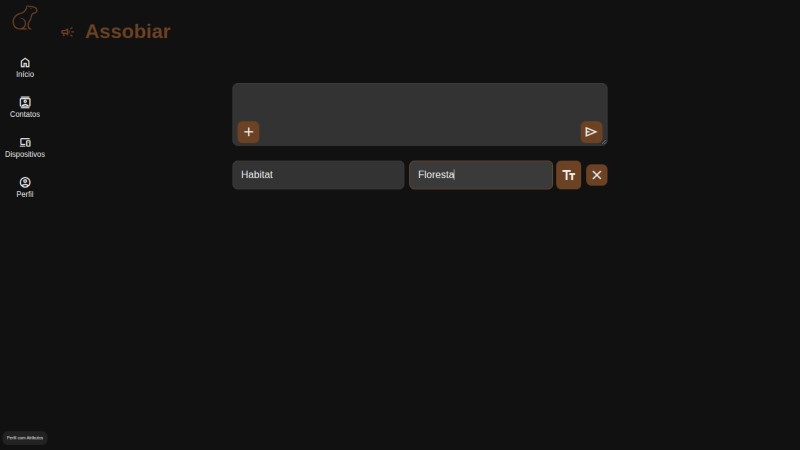 Assobiar
Início
Contatos
Dispositivos
Perfil
Habitat
Floresta
Perfil com Atributos